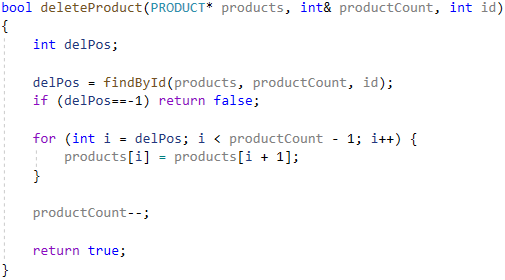 bool deleteProduct(PRODUCT* products, int& productCount, int id)
{
    int delPos;

    delPos = findById(products, productCount, id);
    if (delPos==-1) return false;

    for (int i = delPos; i < productCount - 1; i++) {
        products[i] = products[i + 1];
    }

    productCount--;

    return true;
}